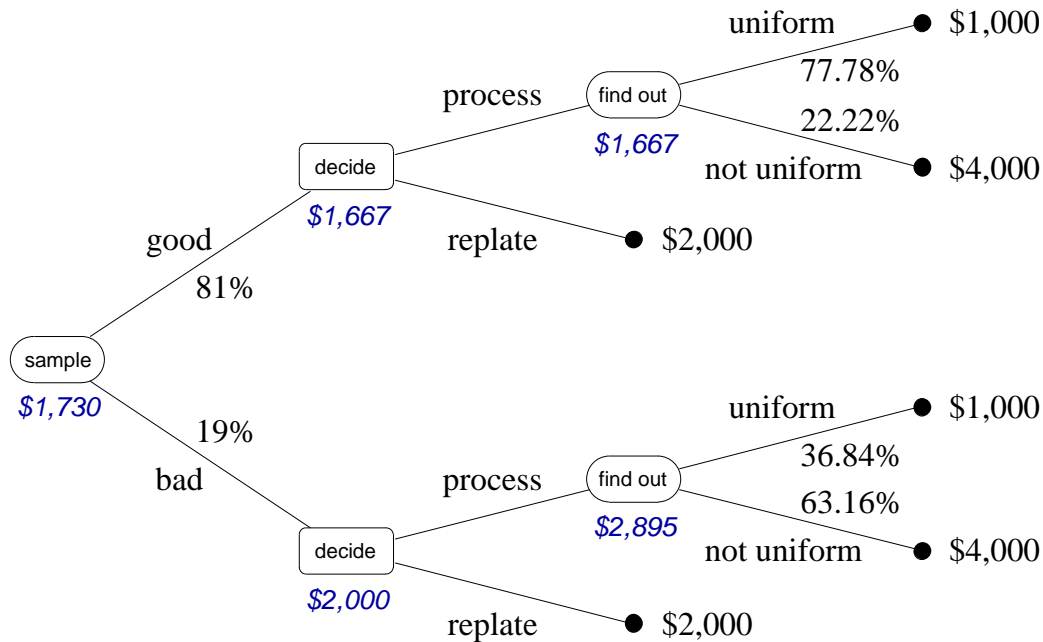 uniform
$1,000
77.78%
process
find out
22.22%
$1,667
not uniform
$4,000
decide
$1,667
replate
$2,000
good
81%
sample
$1,730
19%
bad
uniform
$1,000
36.84%
process
find out
63.16%
$2,895
not uniform
$4,000
decide
$2,000
replate
$2,000